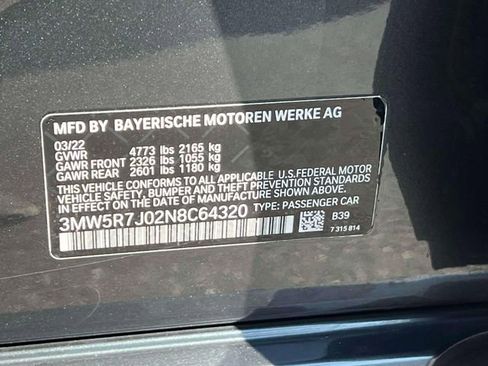 MFD BY BAYERISCHE MOTOREN WERKE AG
03/22
GVWR 4773 lbs 2165 kg
GAWR FRONT 2326 lbs 1055 kg
GAWR REAR 2601 lbs 1180 kg
THIS VEHICLE CONFORMS TO ALL APPLICABLE U.S.FEDERAL MOTOR
VEHICLE SAFETY, BUMPER, AND THEFT PREVENTION
STANDARDS IN EFFECT ON THE DATE OF MANUFACTURE SHOWN ABOVE.
3MW5R7J02N8C64320 TYPE: PASSENGER CAR
B39
7 315 814